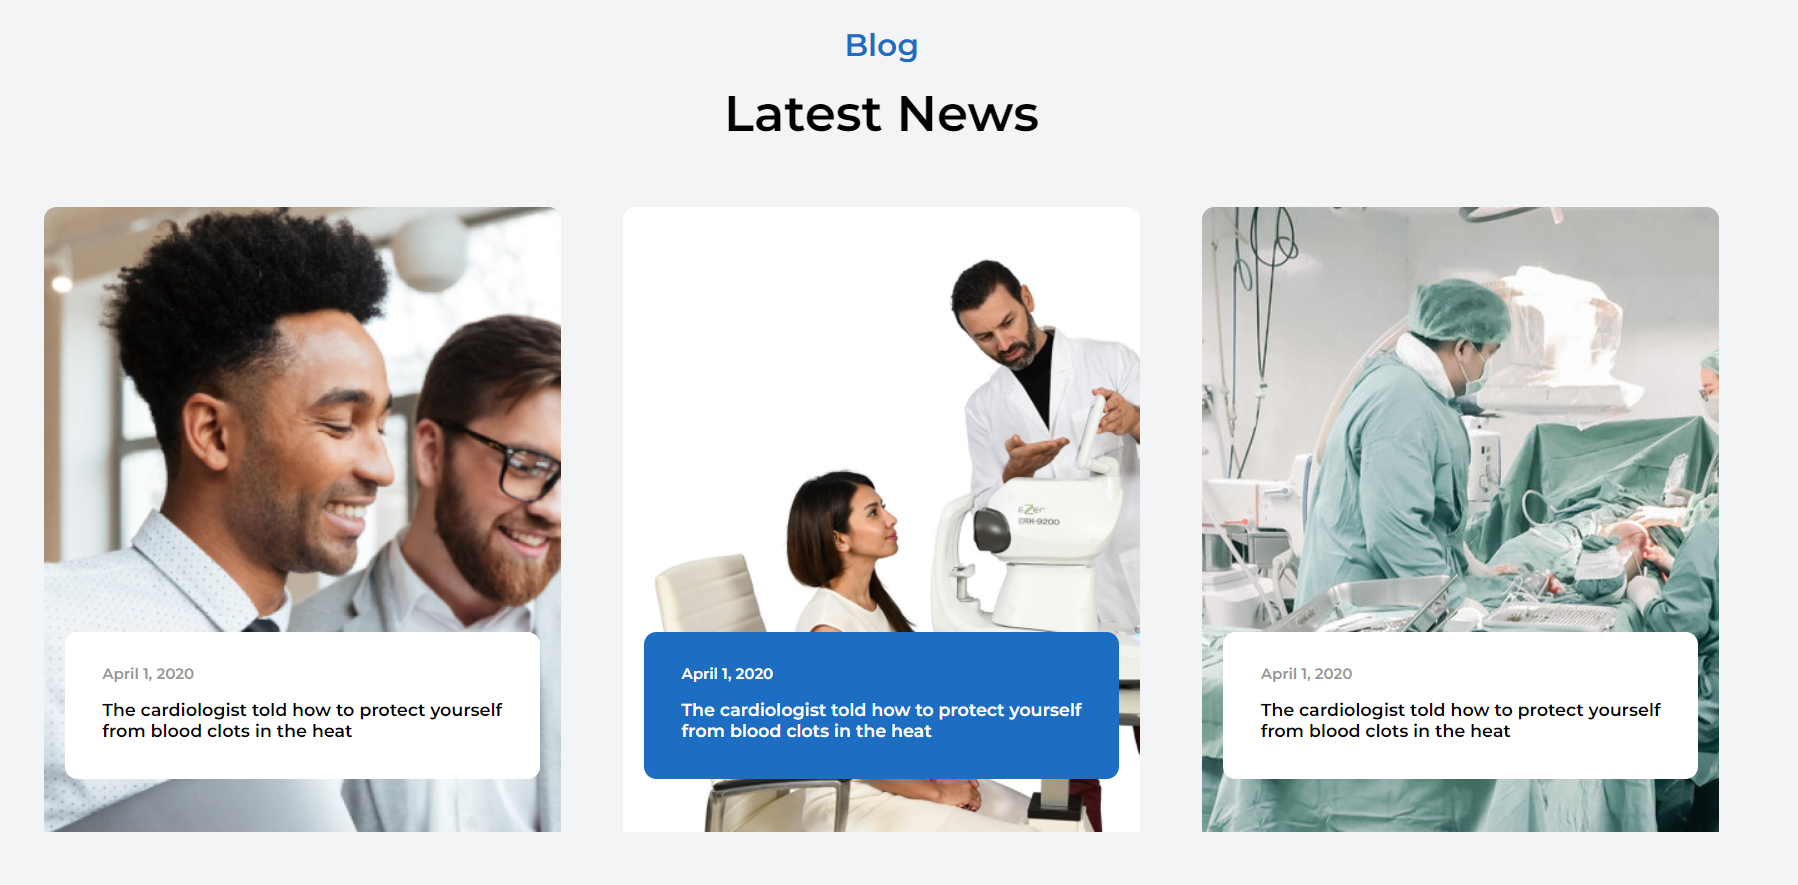 Blog
Latest News
April 1, 2020
The cardiologist told how to protect yourself
from blood clots in the heat
eZer
ERK-9200
April 1, 2020
The cardiologist told how to protect yourself
from blood clots in the heat
April 1, 2020
The cardiologist told how to protect yourself
from blood clots in the heat